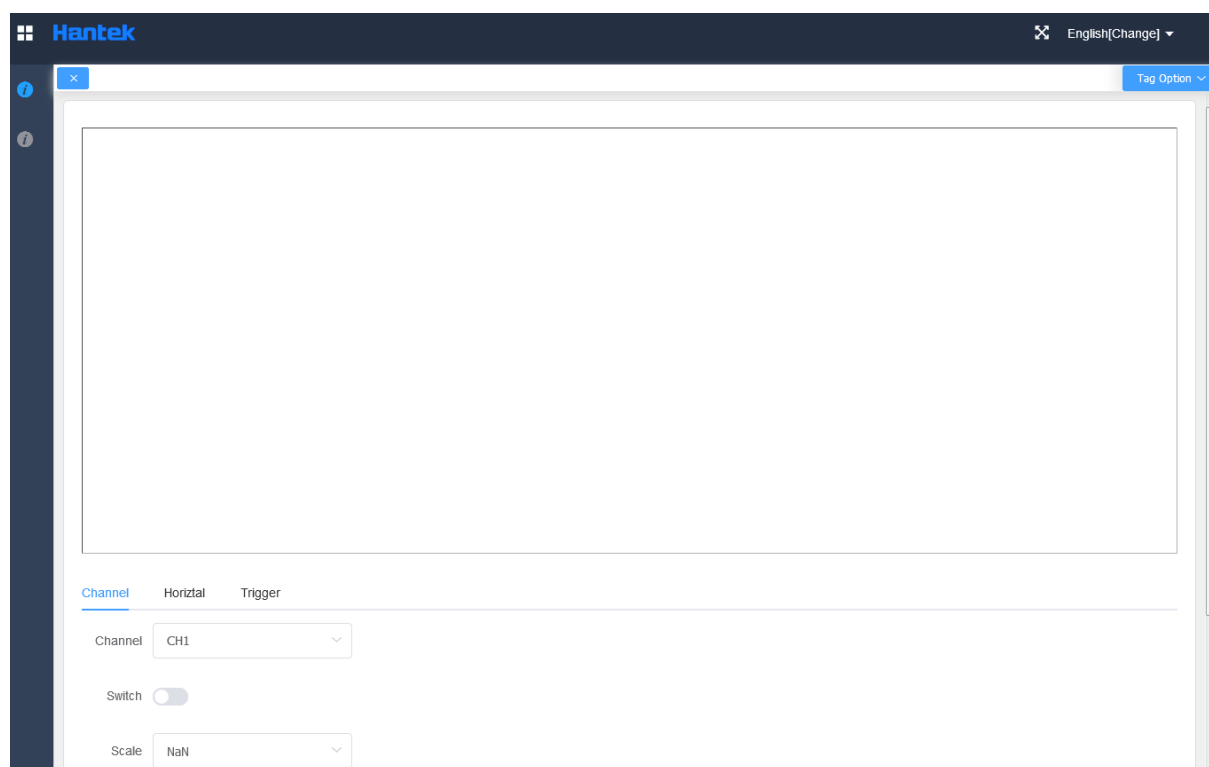 Hantek English[Change]
Tag Option
Channel Horiztal Trigger
Channel CH1
Switch
Scale NaN